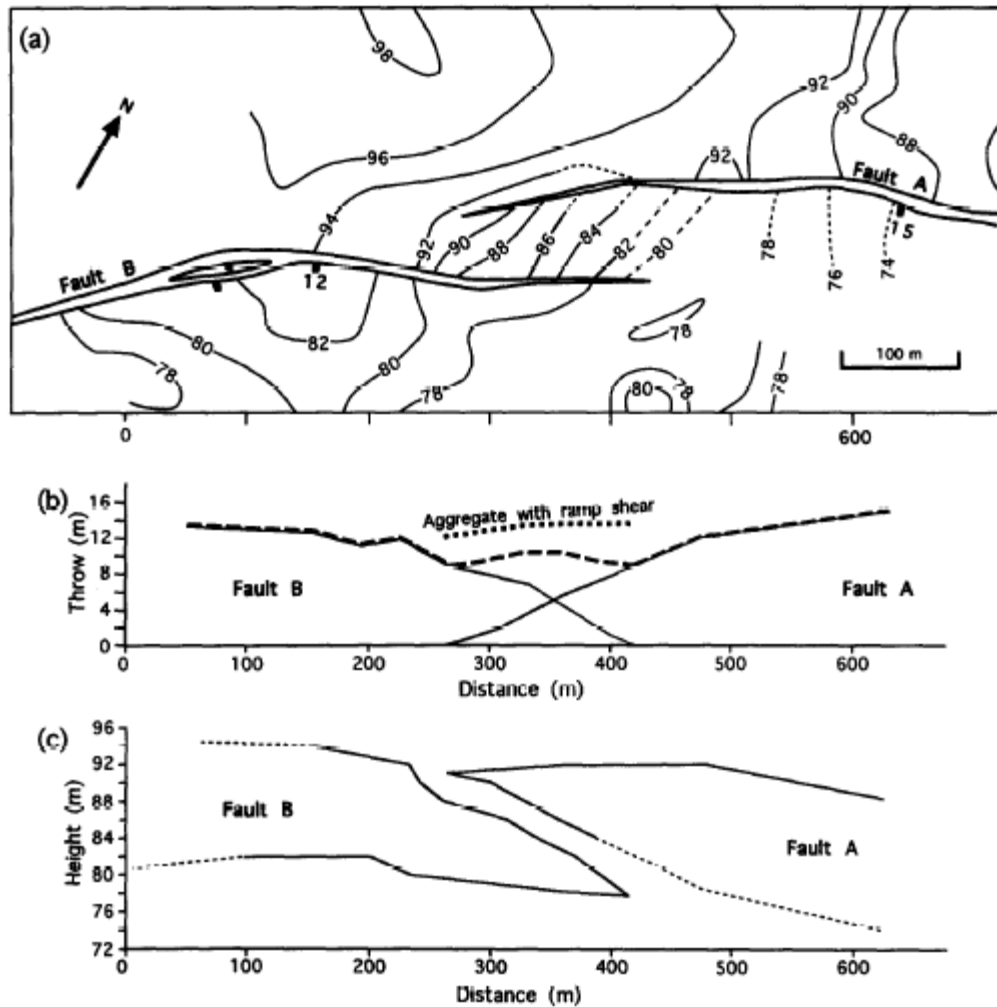 (a)
98
N
92
90
88
96
92
Fault A
94
92
90
88
86
84
82
80
78
76
74
15
Fault B
12
82
80
78
80
78
78
80
78
78
100 m
0
600
(b)
Throw (m)
16
12
8
4
0
Aggregate with ramp shear
Fault B
Fault A
0 100 200 300 400 500 600
Distance (m)
(c)
Height (m)
96
92
88
84
80
76
72
Fault B
Fault A
0 100 200 300 400 500 600
Distance (m)